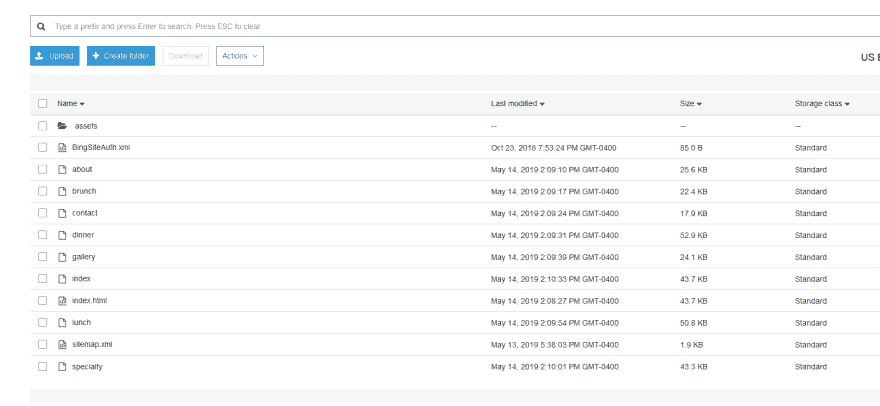 Type a prefix and press Enter to search. Press ESC to clear
Upload + Create folder Download Actions
US
Name Last modified Size Storage class
assets -- -- --
BingSiteAuth.xml Oct 23, 2018 7:53:24 PM GMT-0400 85.0 B Standard
about May 14, 2019 2:09:10 PM GMT-0400 25.6 KB Standard
brunch May 14, 2019 2:09:17 PM GMT-0400 22.4 KB Standard
contact May 14, 2019 2:09:24 PM GMT-0400 17.9 KB Standard
dinner May 14, 2019 2:09:31 PM GMT-0400 52.9 KB Standard
gallery May 14, 2019 2:09:39 PM GMT-0400 24.1 KB Standard
index May 14, 2019 2:10:33 PM GMT-0400 43.7 KB Standard
index.html May 14, 2019 2:08:27 PM GMT-0400 43.7 KB Standard
lunch May 14, 2019 2:09:54 PM GMT-0400 50.8 KB Standard
sitemap.xml May 13, 2019 5:38:03 PM GMT-0400 1.9 KB Standard
specialty May 14, 2019 2:10:01 PM GMT-0400 43.3 KB Standard